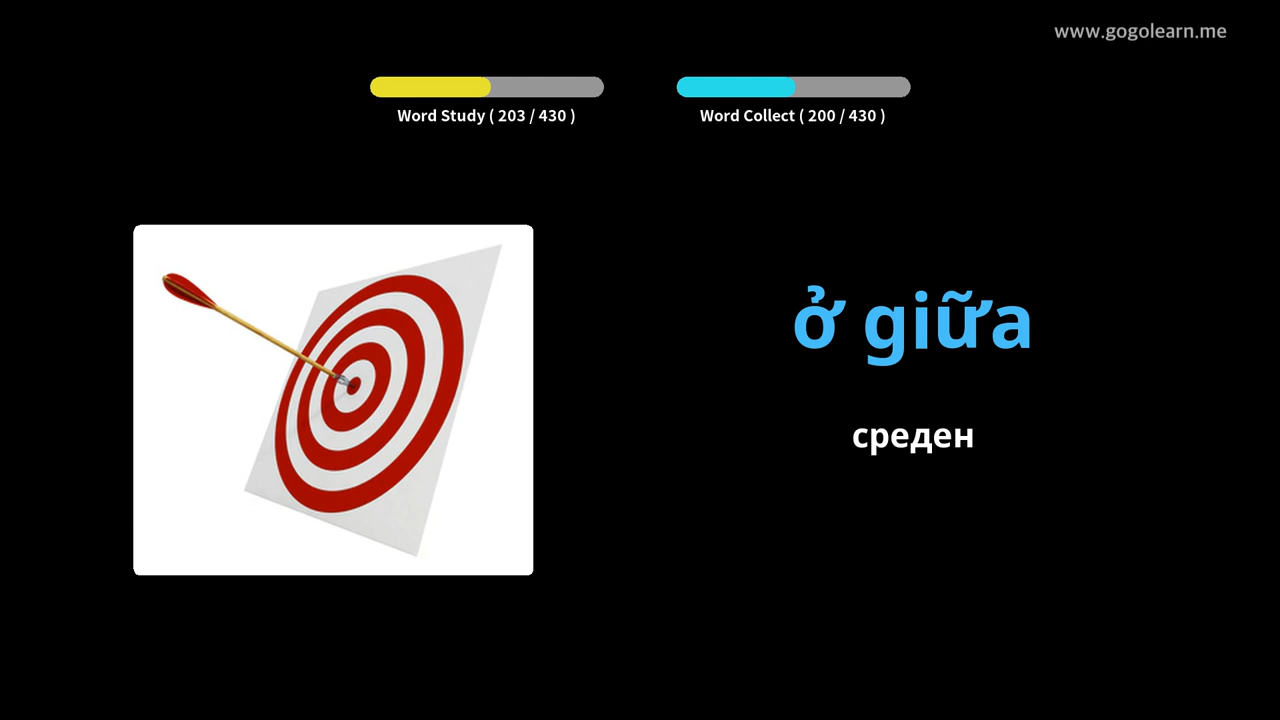 www.gogolearn.me
Word Study ( 203 / 430 )
Word Collect ( 200 / 430 )
ở giữa
среден